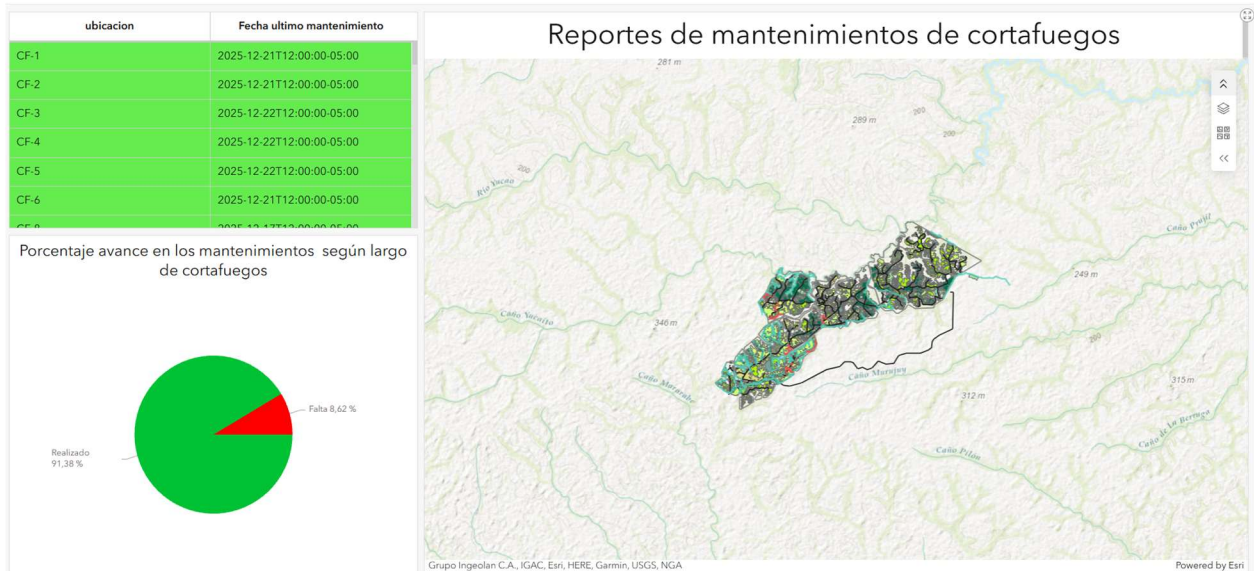 ubicacion Fecha ultimo mantenimiento
CF-1 2025-12-21T12:00:00-05:00
CF-2 2025-12-21T12:00:00-05:00
CF-3 2025-12-22T12:00:00-05:00
CF-4 2025-12-22T12:00:00-05:00
CF-5 2025-12-22T12:00:00-05:00
CF-6 2025-12-21T12:00:00-05:00
Porcentaje avance en los mantenimientos según largo
de cortafuegos
Falta 8,62 %
Realizado
91,38 %
Reportes de mantenimientos de cortafuegos
281 m
289 m
200
200
200
Río Yucao
249 m
Caño Yucaito
346 m
200
Caño Murujuy
315 m
312 m
Caño Pilón
Grupo Ingeolan C.A., IGAC, Esri, HERE, Garmin, USGS, NGA
Powered by Esri